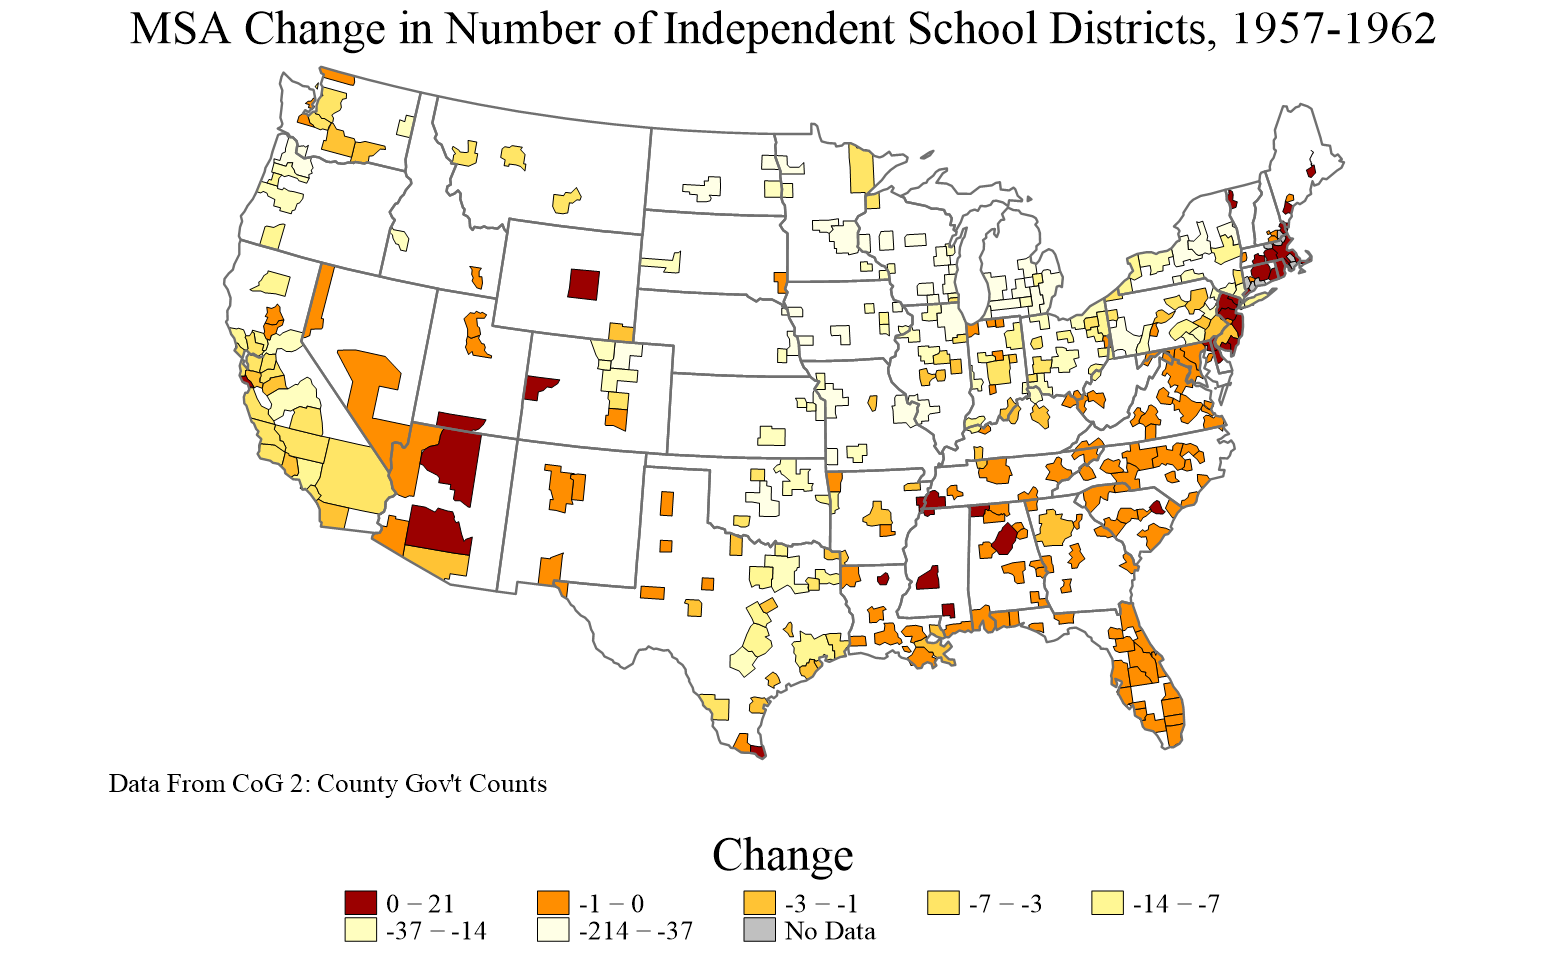 MSA Change in Number of Independent School Districts, 1957-1962
Data From CoG 2: County Gov't Counts
Change
0 – 21
-1 – 0
-3 – -1
-7 – -3
-14 – -7
-37 – -14
-214 – -37
No Data